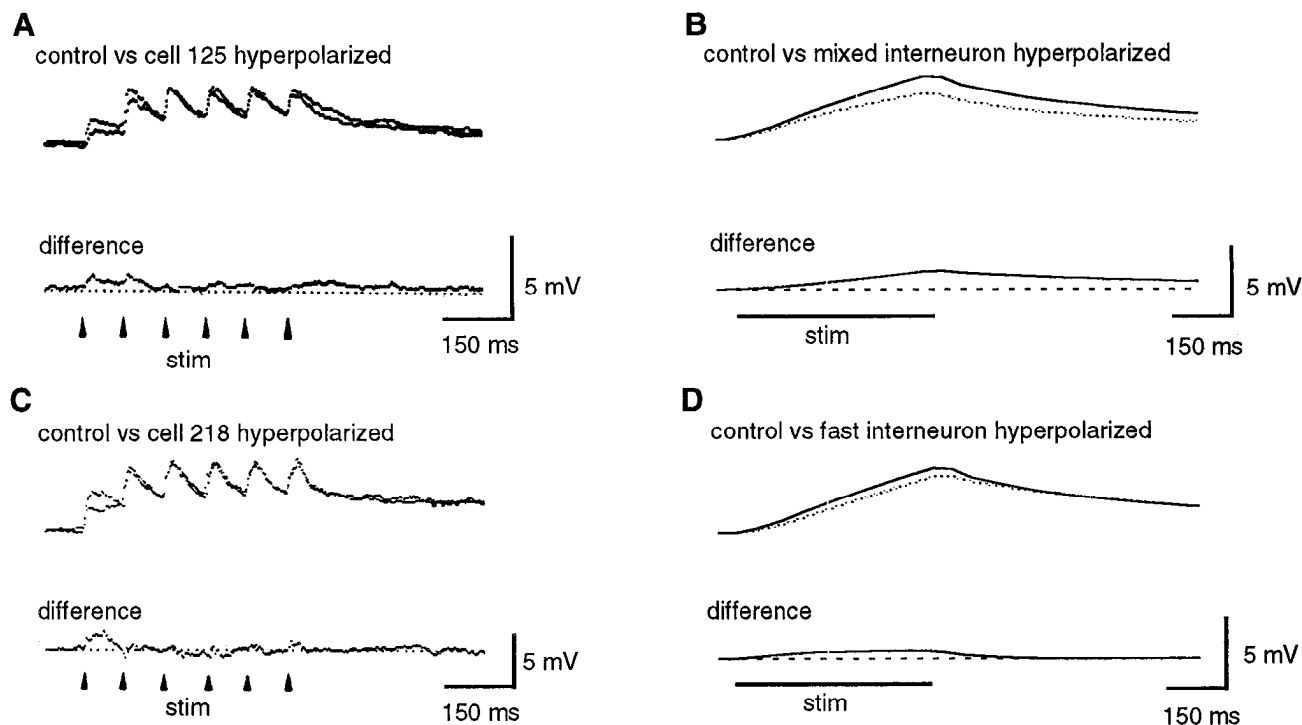 A
control vs cell 125 hyperpolarized
difference
5 mV
150 ms
stim
B
control vs mixed interneuron hyperpolarized
difference
5 mV
150 ms
stim
C
control vs cell 218 hyperpolarized
difference
5 mV
150 ms
stim
D
control vs fast interneuron hyperpolarized
difference
5 mV
150 ms
stim